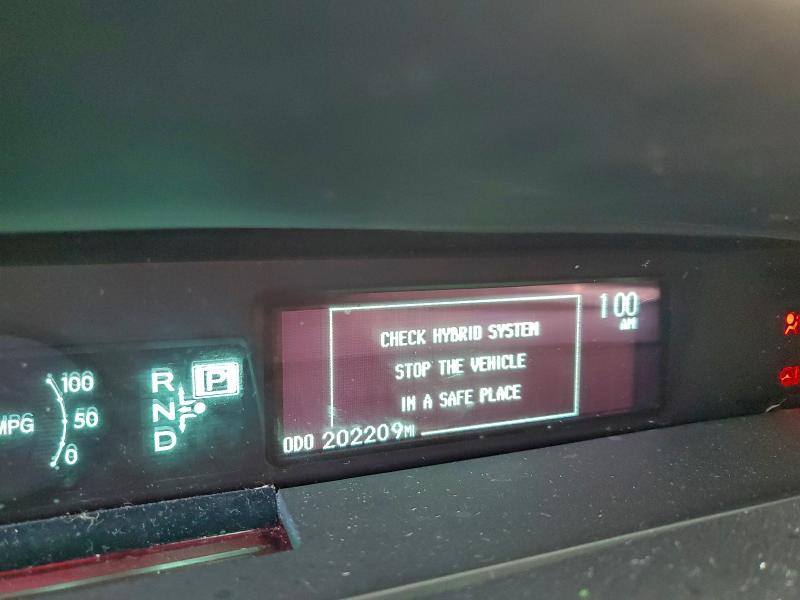 MPG
100
50
0
R P
N
D
CHECK HYBRID SYSTEM
STOP THE VEHICLE
IN A SAFE PLACE
1:00
AM
ODO 202209MI